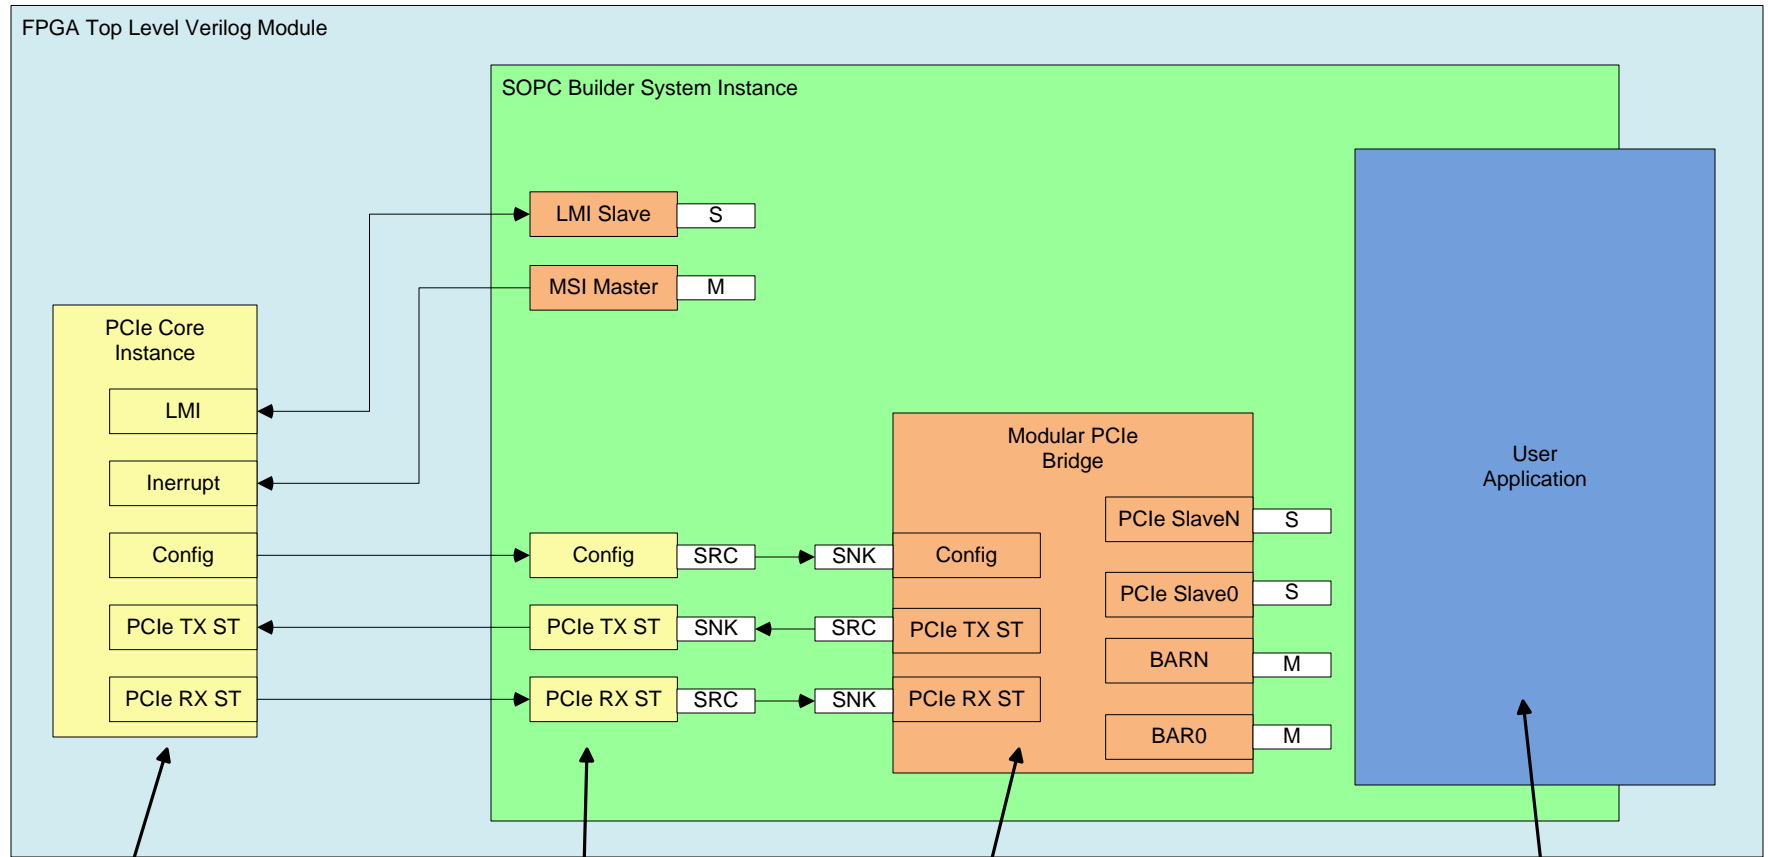 FPGA Top Level Verilog Module
SOPC Builder System Instance
LMI Slave
S
MSI Master
M
PCIe Core
Instance
LMI
Inerrupt
Config
PCIe TX ST
PCIe RX ST
Config
SRC
SNK
Config
PCIe TX ST
SNK
SRC
PCIe TX ST
PCIe RX ST
SRC
SNK
PCIe RX ST
Modular PCIe
Bridge
PCIe SlaveN
S
PCIe Slave0
S
BARN
M
BAR0
M
User
Application